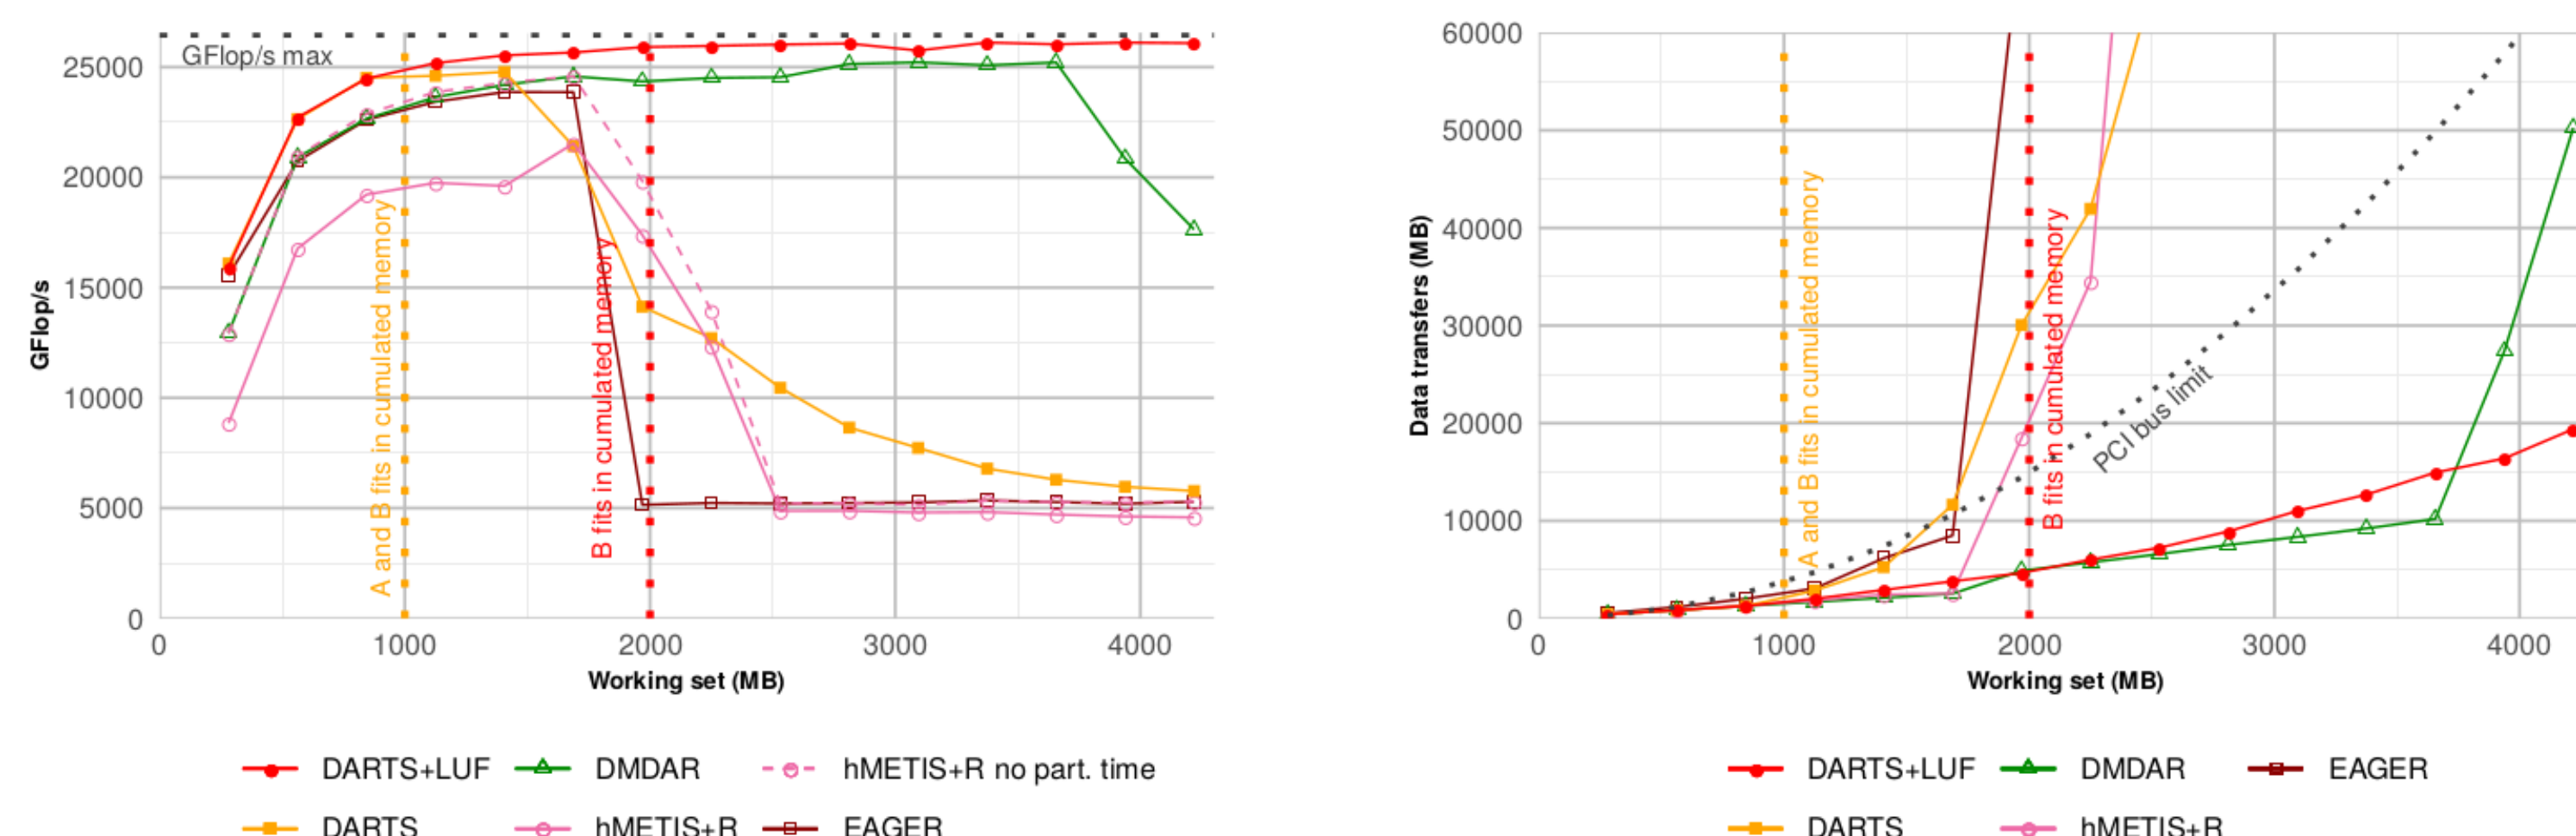 GFlop/s max
25000
20000
15000
10000
5000
0
0 1000 2000 3000 4000
GFlop/s
Working set (MB)
A and B fits in cumulated memory
B fits in cumulated memory
DARTS+LUF DMDAR hMETIS+R no part. time
DARTS hMETIS+R EAGER
60000
50000
40000
30000
20000
10000
0
0 1000 2000 3000 4000
Data transfers (MB)
Working set (MB)
A and B fits in cumulated memory
B fits in cumulated memory
PCI bus limit
DARTS+LUF DMDAR EAGER
DARTS hMETIS+R